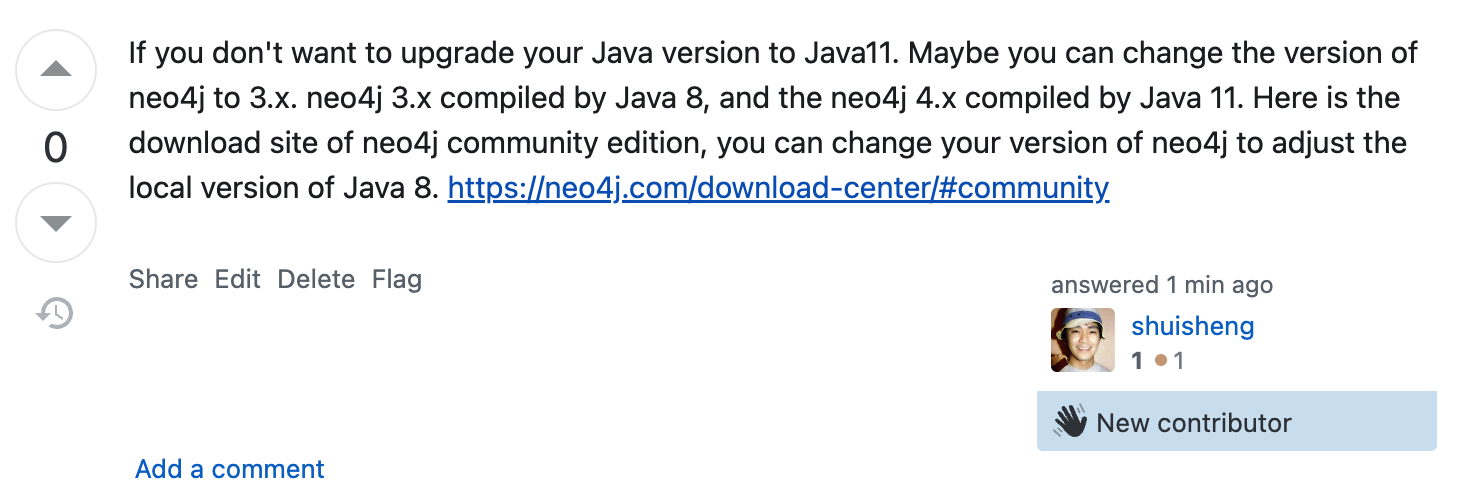 If you don't want to upgrade your Java version to Java11. Maybe you can change the version of
neo4j to 3.x. neo4j 3.x compiled by Java 8, and the neo4j 4.x compiled by Java 11. Here is the
download site of neo4j community edition, you can change your version of neo4j to adjust the
local version of Java 8. https://neo4j.com/download-center/#community
0
Share Edit Delete Flag
answered 1 min ago
shuisheng
1 1
New contributor
Add a comment